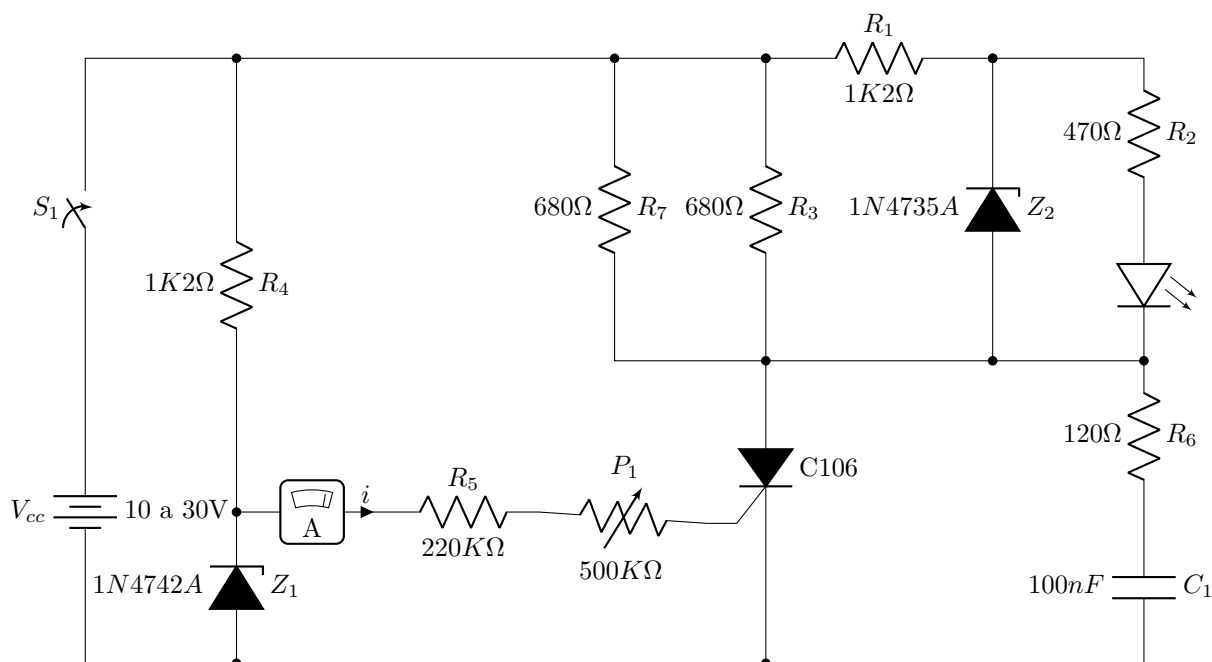 R1
1K2Ω
470Ω R2
S1
680Ω R7
680Ω R3
1N4735A Z2
1K2Ω R4
120Ω R6
C106
P1
R5
i
Vcc 10 a 30V
A
220KΩ
500KΩ
1N4742A Z1
100nF C1